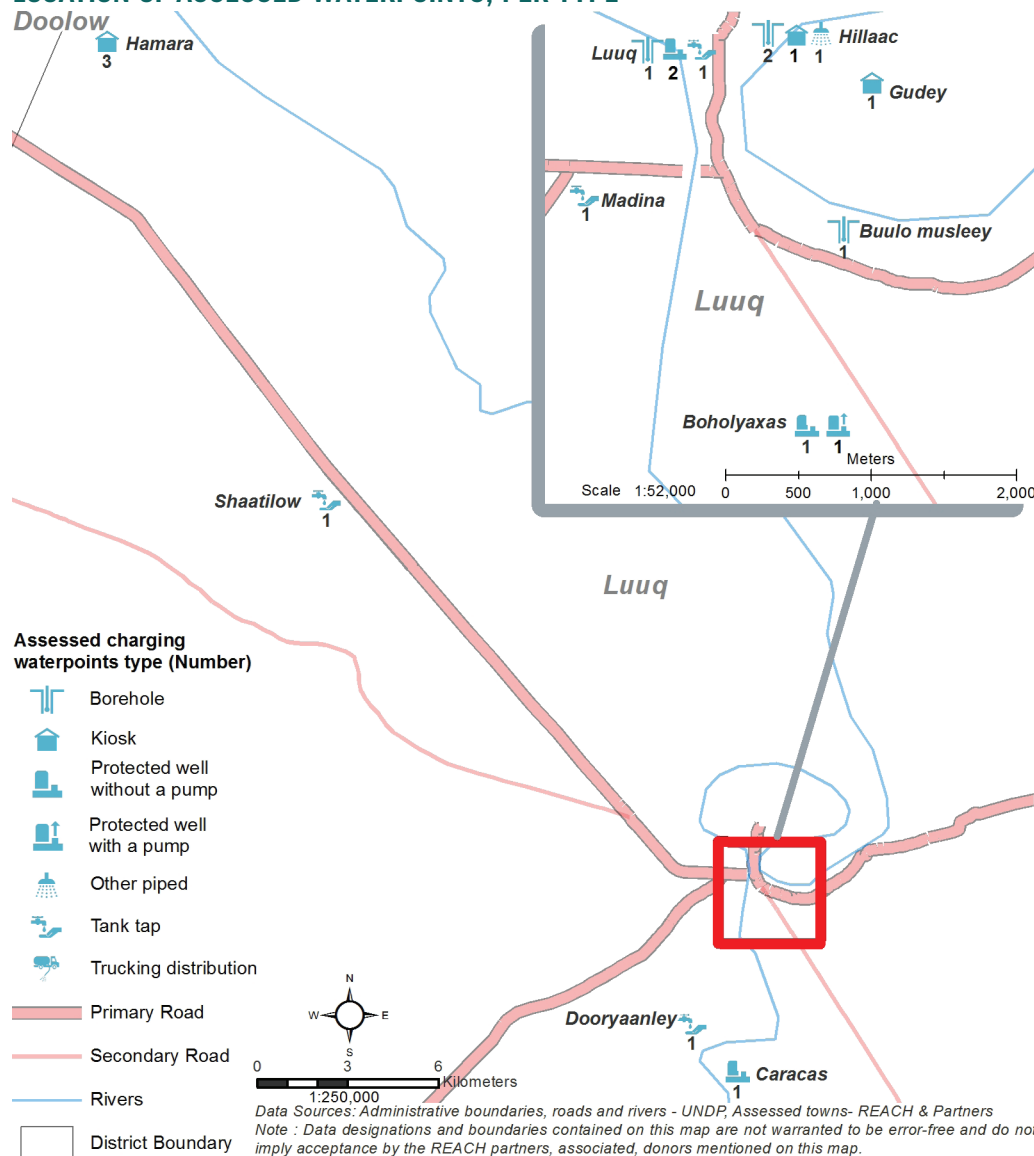 LOCATION OF ASSESSED WATERPOINTS, PER TYPE
Doolow
Hamara
3
Luuq
1 2 1
Hillaac
2 1 1
Gudey
1
Madina
1
Buulo musleey
1
Luuq
Boholyaxas
1 1
Meters
Scale 1:52,000 0 500 1,000 2,000
Shaatilow
1
Luuq
Assessed charging
waterpoints type (Number)
Borehole
Kiosk
Protected well
without a pump
Protected well
with a pump
Other piped
Tank tap
Trucking distribution
Primary Road
Secondary Road
Rivers
District Boundary
N
W E
S
0 3 6
Kilometers
1:250,000
Dooryaanley
1
Caracas
1
Data Sources: Administrative boundaries, roads and rivers - UNDP, Assessed towns- REACH & Partners
Note : Data designations and boundaries contained on this map are not warranted to be error-free and do not
imply acceptance by the REACH partners, associated, donors mentioned on this map.